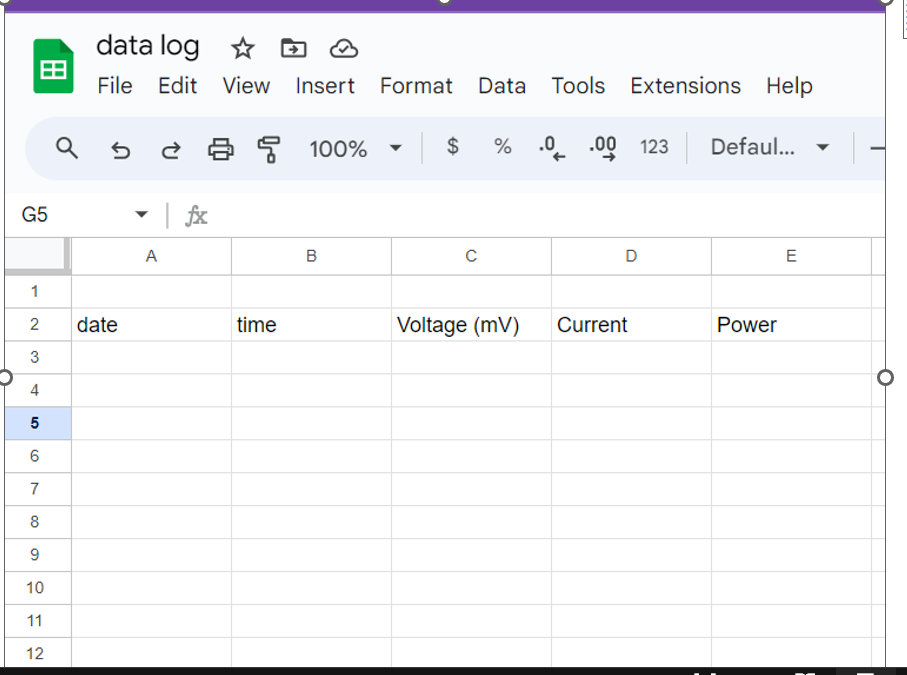 data log
File Edit View Insert Format Data Tools Extensions Help
100% $ % .0 .00 123 Defaul...
G5 fx
A B C D E
1
2 date time Voltage (mV) Current Power
3
4
5
6
7
8
9
10
11
12